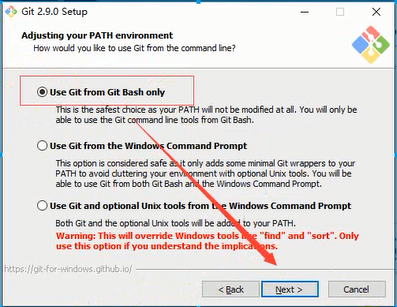 Git 2.9.0 Setup
Adjusting your PATH environment
How would you like to use Git from the command line?
Use Git from Git Bash only
This is the safest choice as your PATH will not be modified at all. You will only be
able to use the Git command line tools from Git Bash.
Use Git from the Windows Command Prompt
This option is considered safe as it only adds some minimal Git wrappers to your
PATH to avoid cluttering your environment with optional Unix tools. You will be
able to use Git from both Git Bash and the Windows Command Prompt.
Use Git and optional Unix tools from the Windows Command Prompt
Both Git and the optional Unix tools will be added to your PATH.
Warning: This will override Windows tools like "find" and "sort". Only
use this option if you understand the implications.
https://git-for-windows.github.io/
< Back
Next >
Cancel